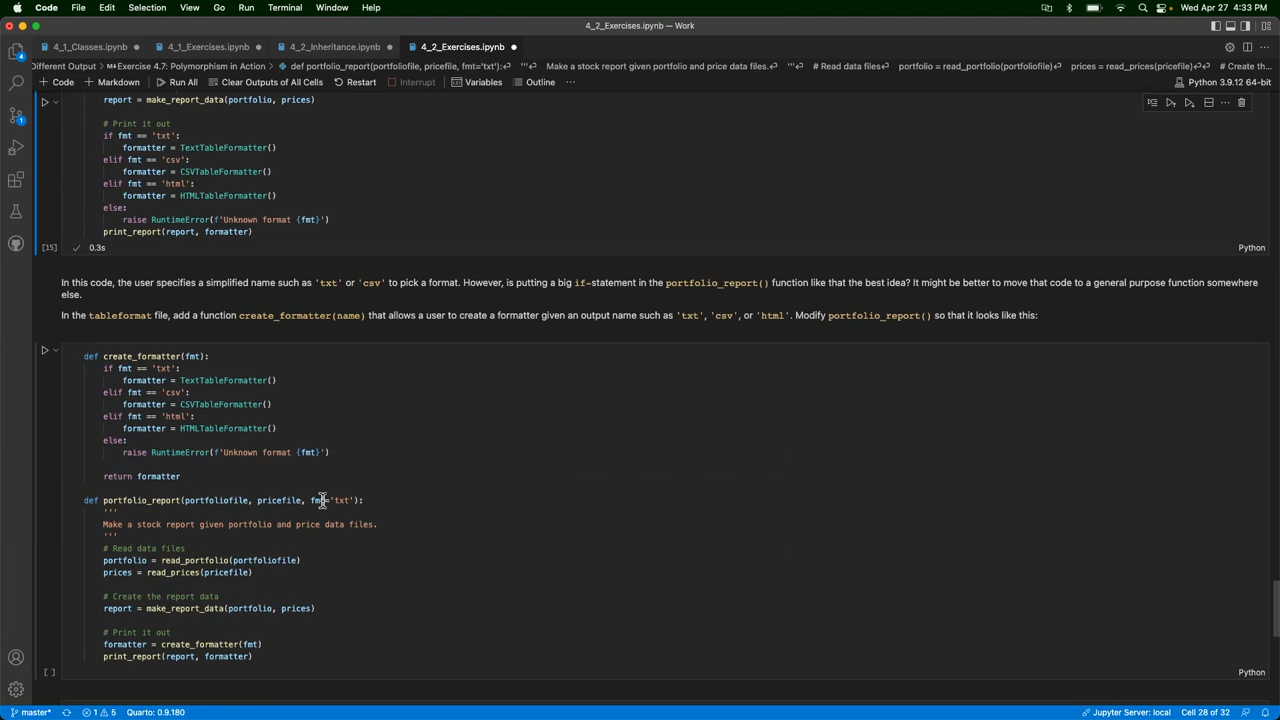 Code File Edit Selection View Go Run Terminal Window Help Wed Apr 27 4:33 PM
4_2_Exercises.ipynb — Work
4_1_Classes.ipynb 4_1_Exercises.ipynb 4_2_Inheritance.ipynb 4_2_Exercises.ipynb
Different Output Exercise 4.7: Polymorphism in Action def portfolio_report(portfoliofile, pricefile, fmt='txt'):↵ '''↵ Make a stock report given portfolio and price data files.↵ '''↵ # Read data files↵ portfolio = read_portfolio(portfoliofile)↵ prices = read_prices(pricefile)↵ # Create th...
+ Code + Markdown Run All Clear Outputs of All Cells Restart Interrupt Variables Outline ... Python 3.9.12 64-bit
report = make_report_data(portfolio, prices)
# Print it out
if fmt == 'txt':
formatter = TextTableFormatter()
elif fmt == 'csv':
formatter = CSVTableFormatter()
elif fmt == 'html':
formatter = HTMLTableFormatter()
else:
raise RuntimeError(f'Unknown format {fmt}')
print_report(report, formatter)
[15] 0.3s Python
In this code, the user specifies a simplified name such as 'txt' or 'csv' to pick a format. However, is putting a big if-statement in the portfolio_report() function like that the best idea? It might be better to move that code to a general purpose function somewhere
else.
In the tableformat file, add a function create_formatter(name) that allows a user to create a formatter given an output name such as 'txt', 'csv', or 'html'. Modify portfolio_report() so that it looks like this:
def create_formatter(fmt):
if fmt == 'txt':
formatter = TextTableFormatter()
elif fmt == 'csv':
formatter = CSVTableFormatter()
elif fmt == 'html':
formatter = HTMLTableFormatter()
else:
raise RuntimeError(f'Unknown format {fmt}')
return formatter
def portfolio_report(portfoliofile, pricefile, fmt='txt'):
'''
Make a stock report given portfolio and price data files.
'''
# Read data files
portfolio = read_portfolio(portfoliofile)
prices = read_prices(pricefile)
# Create the report data
report = make_report_data(portfolio, prices)
# Print it out
formatter = create_formatter(fmt)
print_report(report, formatter)
[ ] Python
master* 1 5 Quarto: 0.9.180 Jupyter Server: local Cell 28 of 32
4
1